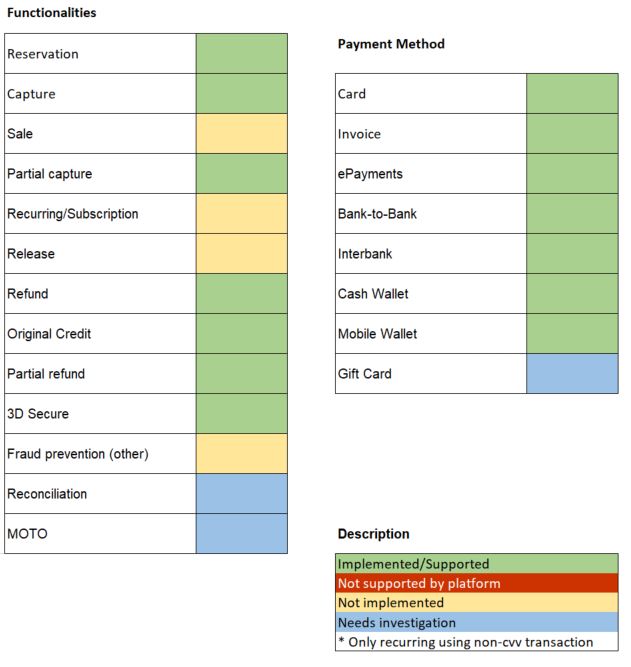 Functionalities
Reservation
Capture
Sale
Partial capture
Recurring/Subscription
Release
Refund
Original Credit
Partial refund
3D Secure
Fraud prevention (other)
Reconciliation
MOTO
Payment Method
Card
Invoice
ePayments
Bank-to-Bank
Interbank
Cash Wallet
Mobile Wallet
Gift Card
Description
Implemented/Supported
Not supported by platform
Not implemented
Needs investigation
* Only recurring using non-cvv transaction